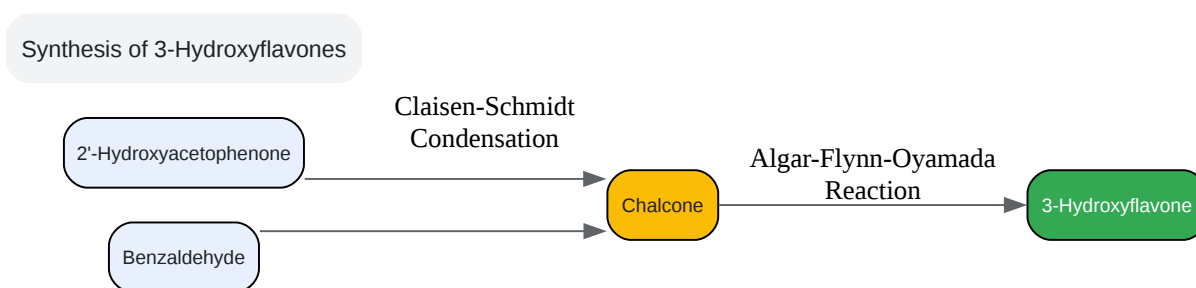 Synthesis of 3-Hydroxyflavones
Claisen-Schmidt
Condensation
2'-Hydroxyacetophenone
Algar-Flynn-Oyamada
Reaction
Chalcone
3-Hydroxyflavone
Benzaldehyde